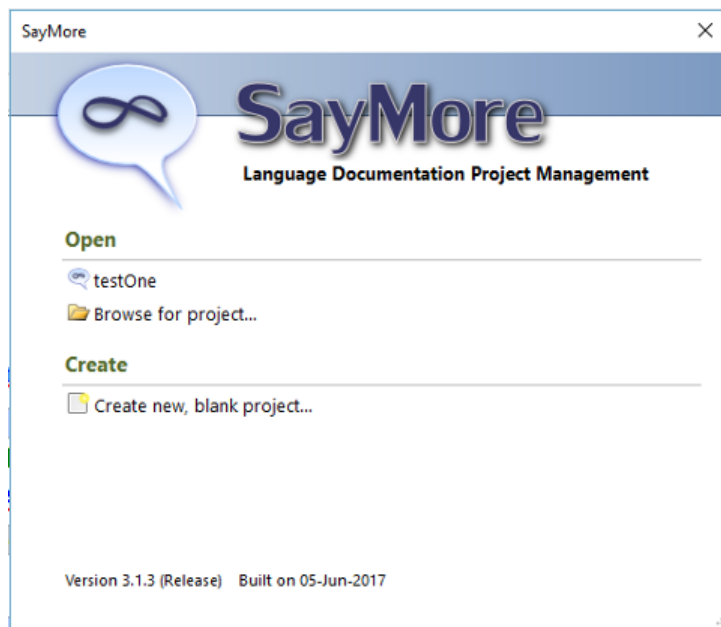 SayMore
SayMore
Language Documentation Project Management
Open
testOne
Browse for project...
Create
Create new, blank project...
Version 3.1.3 (Release) Built on 05-Jun-2017